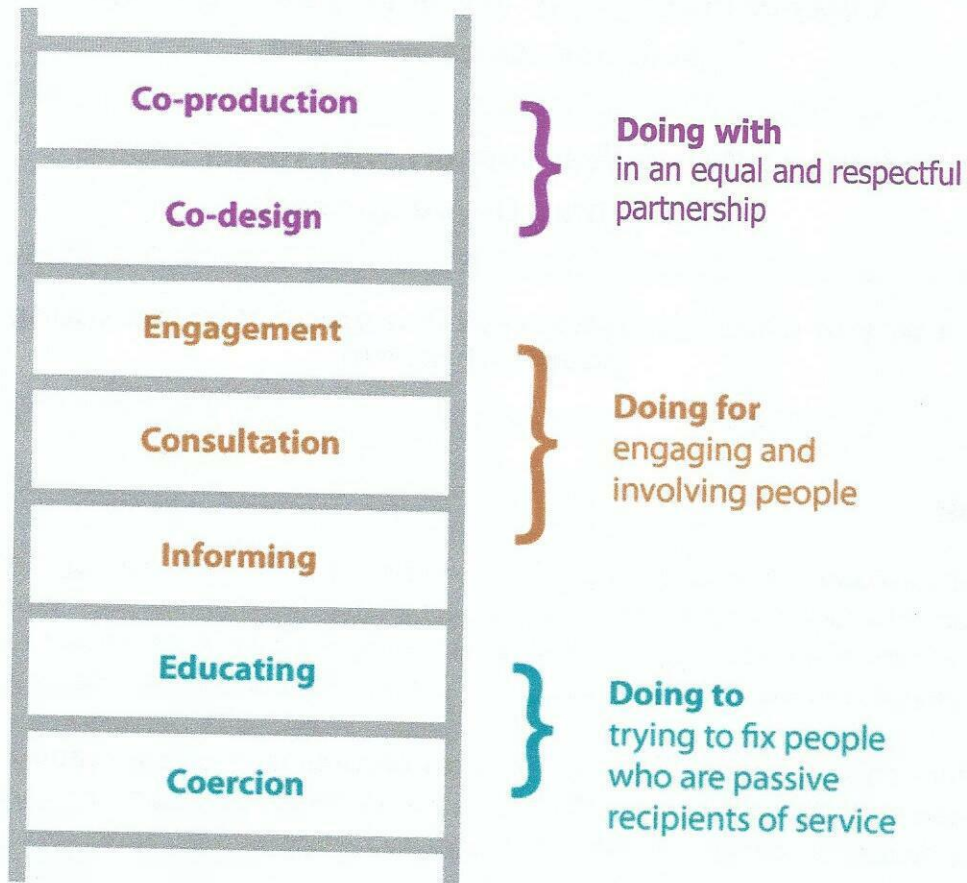 Co-production
Co-design
Doing with
in an equal and respectful
partnership
Engagement
Consultation
Informing
Doing for
engaging and
involving people
Educating
Coercion
Doing to
trying to fix people
who are passive
recipients of service